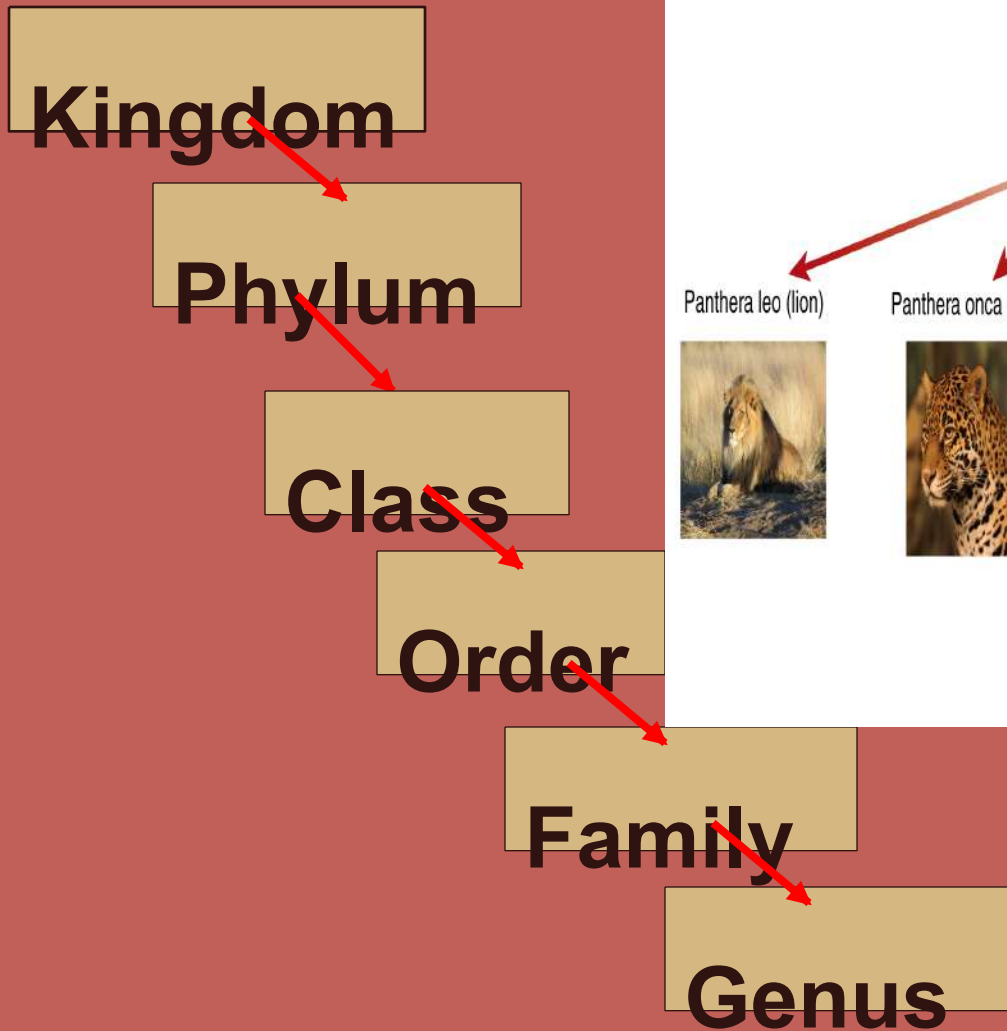 Kingdom
Phylum
Panthera leo (lion)
Panthera onca
Class
Order
Family
Genus